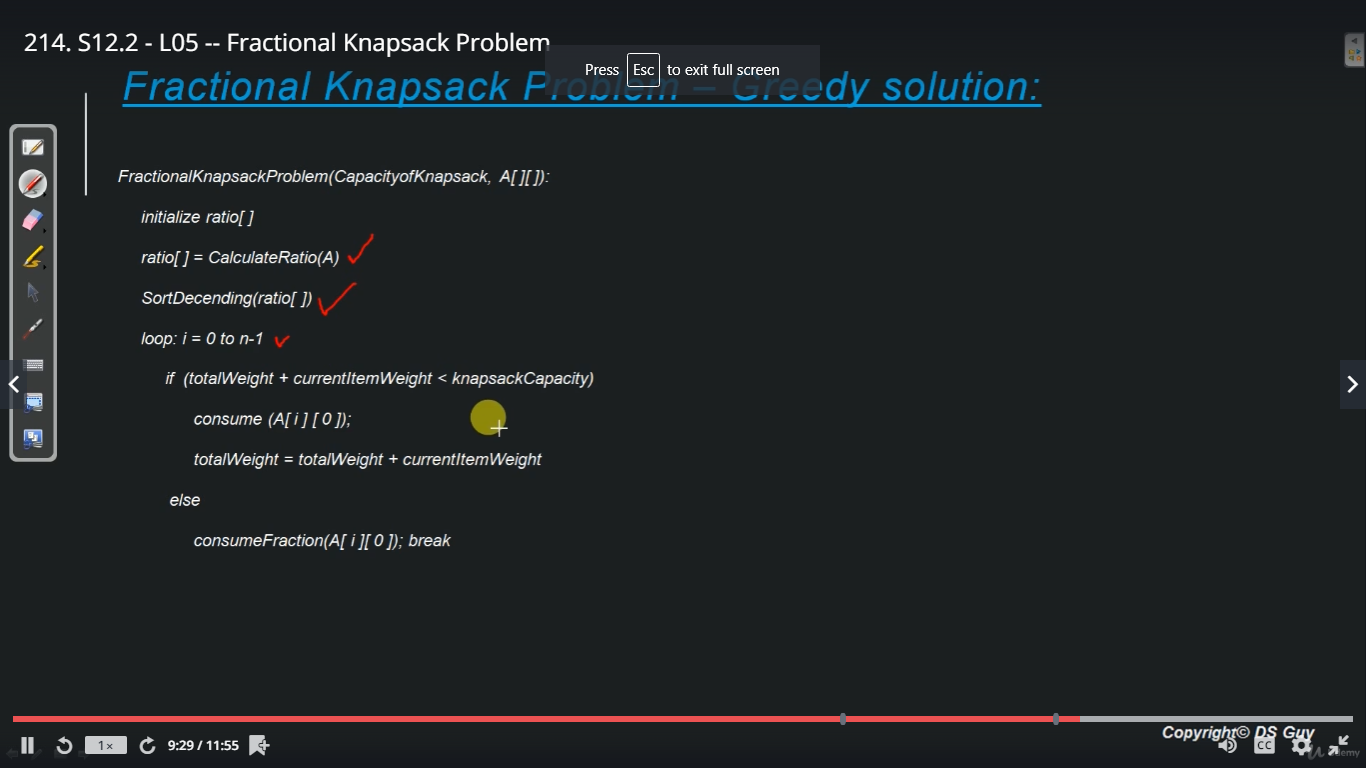 214. S12.2 - L05 -- Fractional Knapsack Problem
Press Esc to exit full screen
Fractional Knapsack Problem – Greedy solution:
FractionalKnapsackProblem(CapacityofKnapsack, A[ ][ ]):
initialize ratio[ ]
ratio[ ] = CalculateRatio(A)
SortDecending(ratio[ ])
loop: i = 0 to n-1
if (totalWeight + currentItemWeight < knapsackCapacity)
consume (A[ i ] [ 0 ]);
totalWeight = totalWeight + currentItemWeight
else
consumeFraction(A[ i ][ 0 ]); break
Copyright© DS Guy
1×
9:29 / 11:55
CC